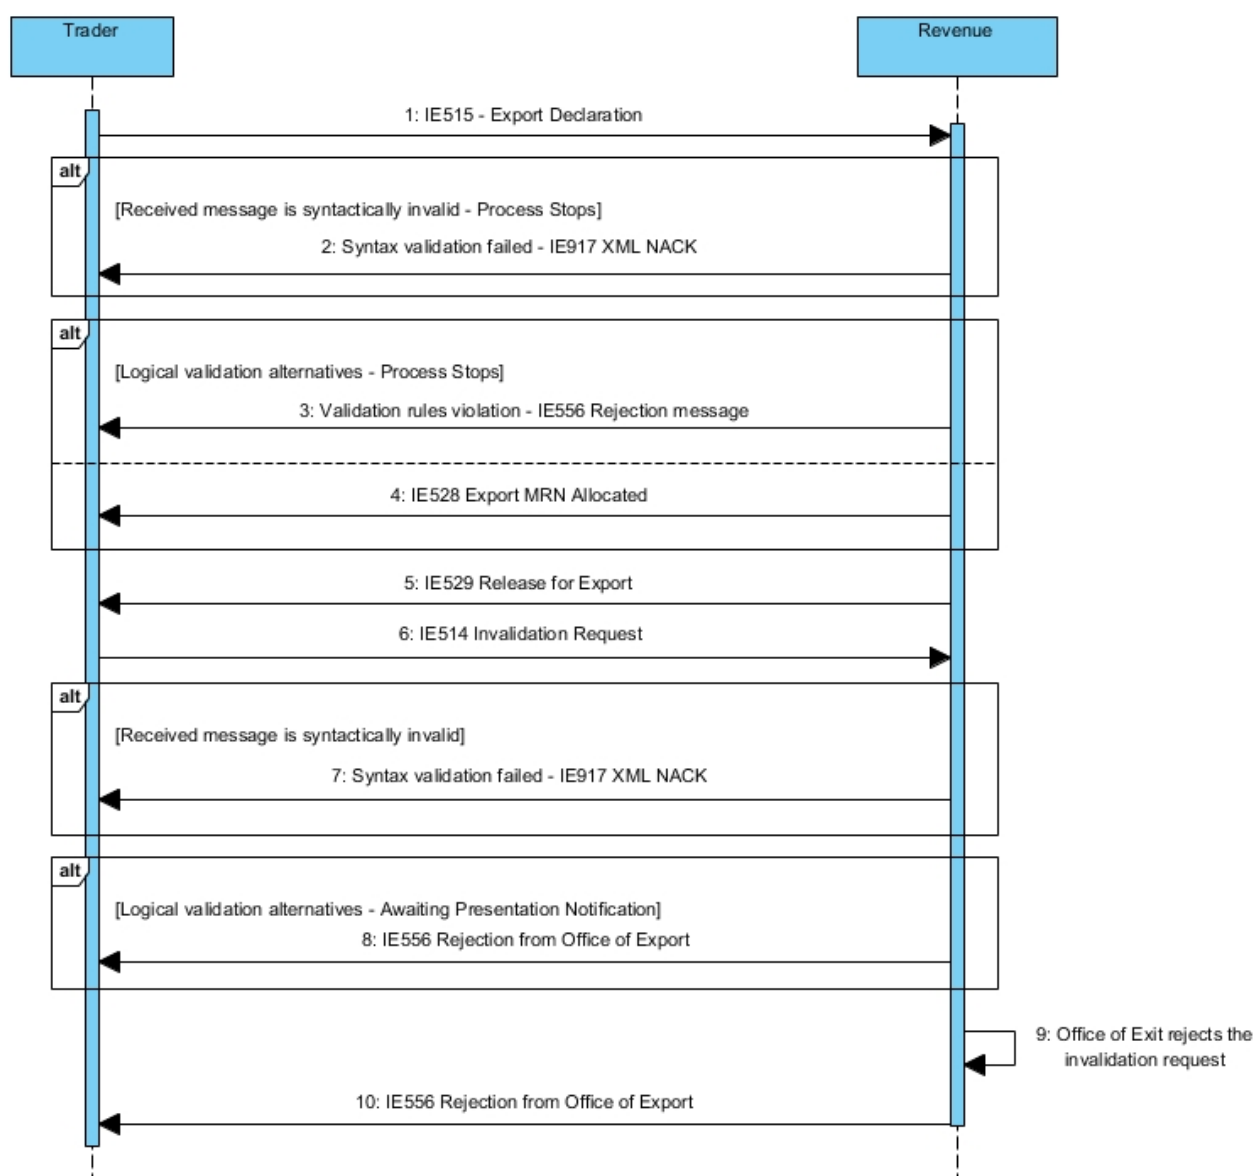 Trader
Revenue
1: IE515 - Export Declaration
alt
[Received message is syntactically invalid - Process Stops]
2: Syntax validation failed - IE917 XML NACK
alt
[Logical validation alternatives - Process Stops]
3: Validation rules violation - IE556 Rejection message
4: IE528 Export MRN Allocated
5: IE529 Release for Export
6: IE514 Invalidation Request
alt
[Received message is syntactically invalid]
7: Syntax validation failed - IE917 XML NACK
alt
[Logical validation alternatives - Awaiting Presentation Notification]
8: IE556 Rejection from Office of Export
9: Office of Exit rejects the
invalidation request
10: IE556 Rejection from Office of Export